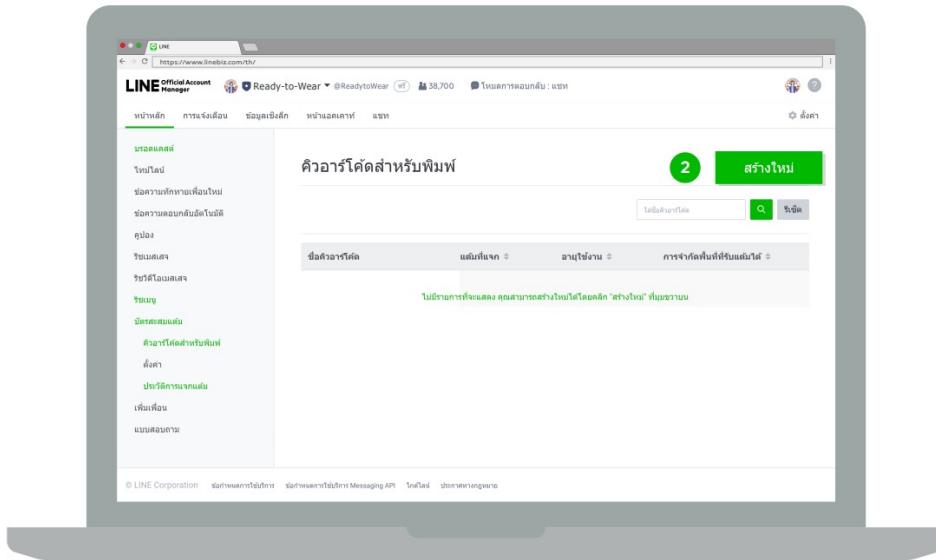 LINE
https://www.linebiz.com/th/
LINE Official Account Manager Ready-to-Wear @ReadytoWear ฟรี 38,700 โหมดการตอบกลับ : แชท ?
หน้าหลัก การแจ้งเตือน ข้อมูลเชิงลึก หน้าแอคเคาท์ แชท ตั้งค่า
บรอดแคสต์
ไทม์ไลน์
ข้อความทักทายเพื่อนใหม่
ข้อความตอบกลับอัตโนมัติ
คูปอง
ริชเมสเสจ
ริชวิดีโอเมสเสจ
ริชเมนู
บัตรสะสมแต้ม
คิวอาร์โค้ดสำหรับพิมพ์
ตั้งค่า
ประวัติการแจกแต้ม
เพิ่มเพื่อน
แบบสอบถาม
คิวอาร์โค้ดสำหรับพิมพ์ 2 สร้างใหม่
ใส่ชื่อคิวอาร์โค้ด รีเซ็ต
ชื่อคิวอาร์โค้ด แต้มที่แจก อายุใช้งาน การจำกัดพื้นที่ที่รับแต้มได้
ไม่มีรายการที่จะแสดง คุณสามารถสร้างใหม่ได้โดยคลิก "สร้างใหม่" ที่มุมขวาบน
© LINE Corporation ข้อกำหนดการใช้บริการ ข้อกำหนดการใช้บริการ Messaging API ไกด์ไลน์ ประกาศทางกฎหมาย